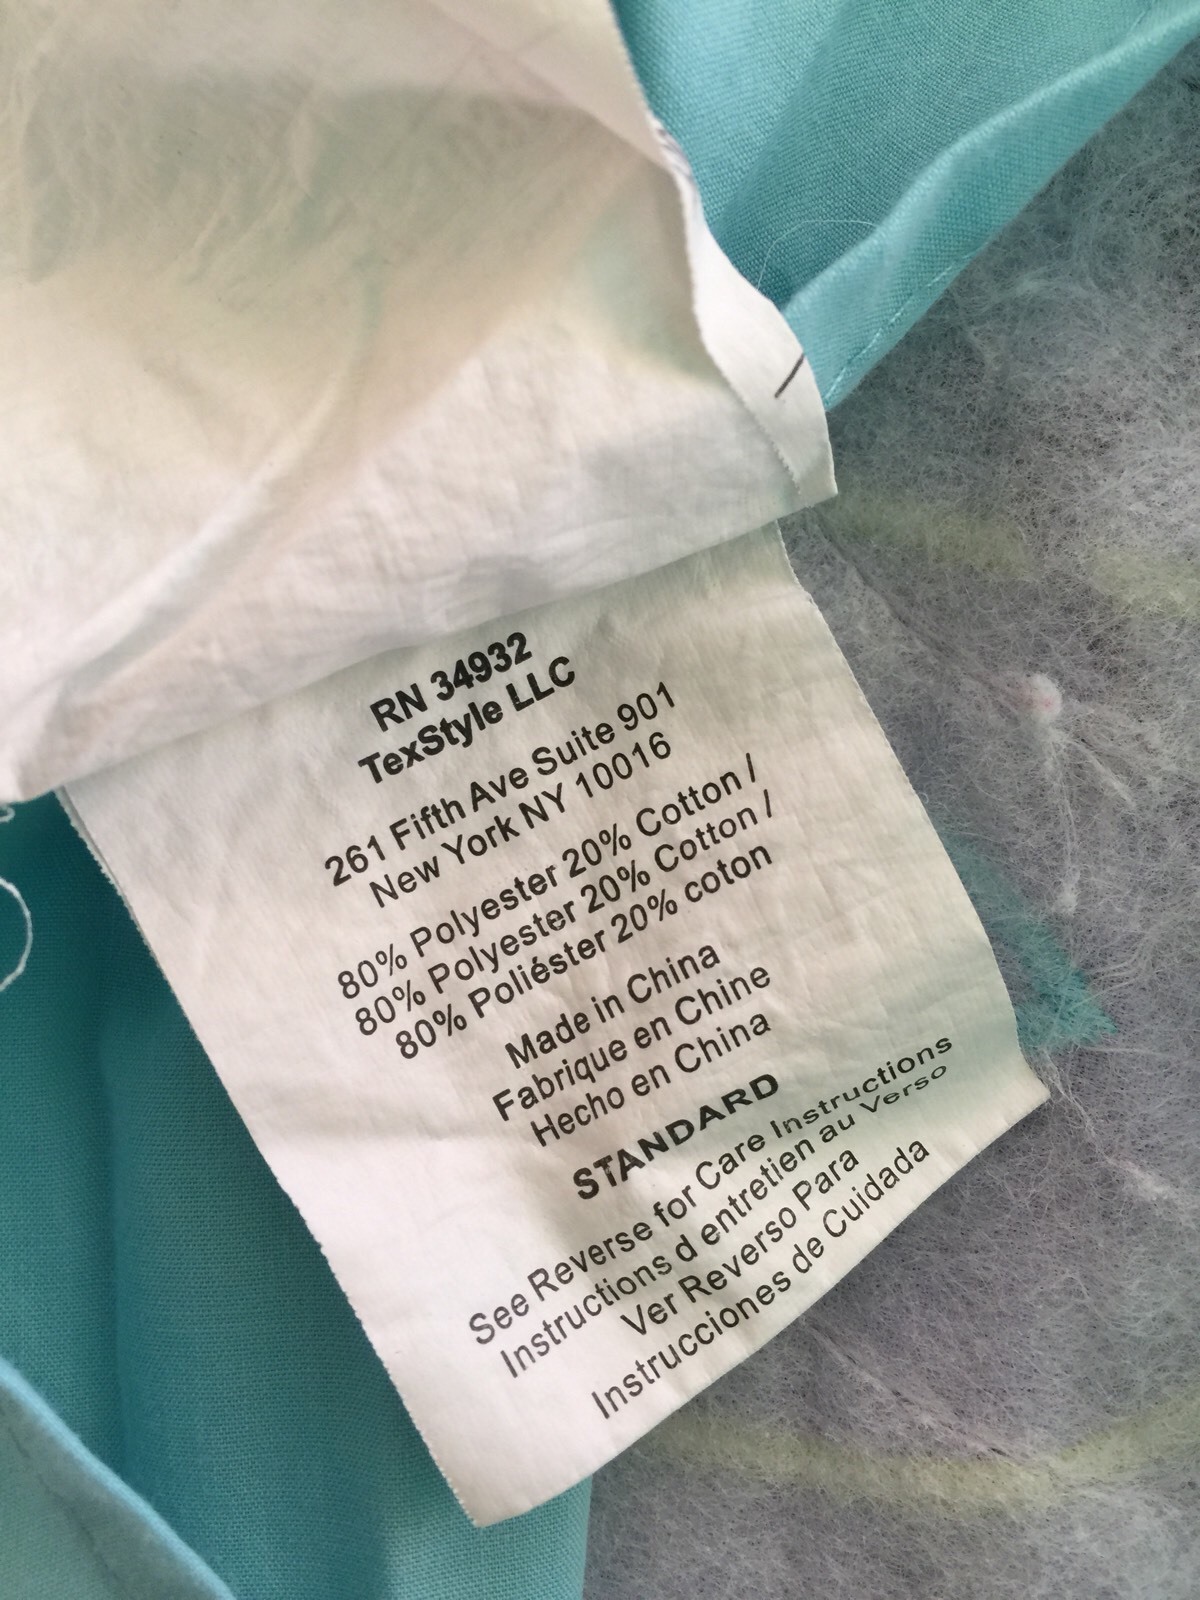 RN 34932
TexStyle LLC
261 Fifth Ave Suite 901
New York NY 10016
80% Polyester 20% Cotton /
80% Polyester 20% Cotton /
80% Poliéster 20% coton
Made in China
Fabrique en Chine
Hecho en China
STANDARD
See Reverse for Care Instructions
Instructions d entretien au Verso
Ver Reverso Para
Instrucciones de Cuidada